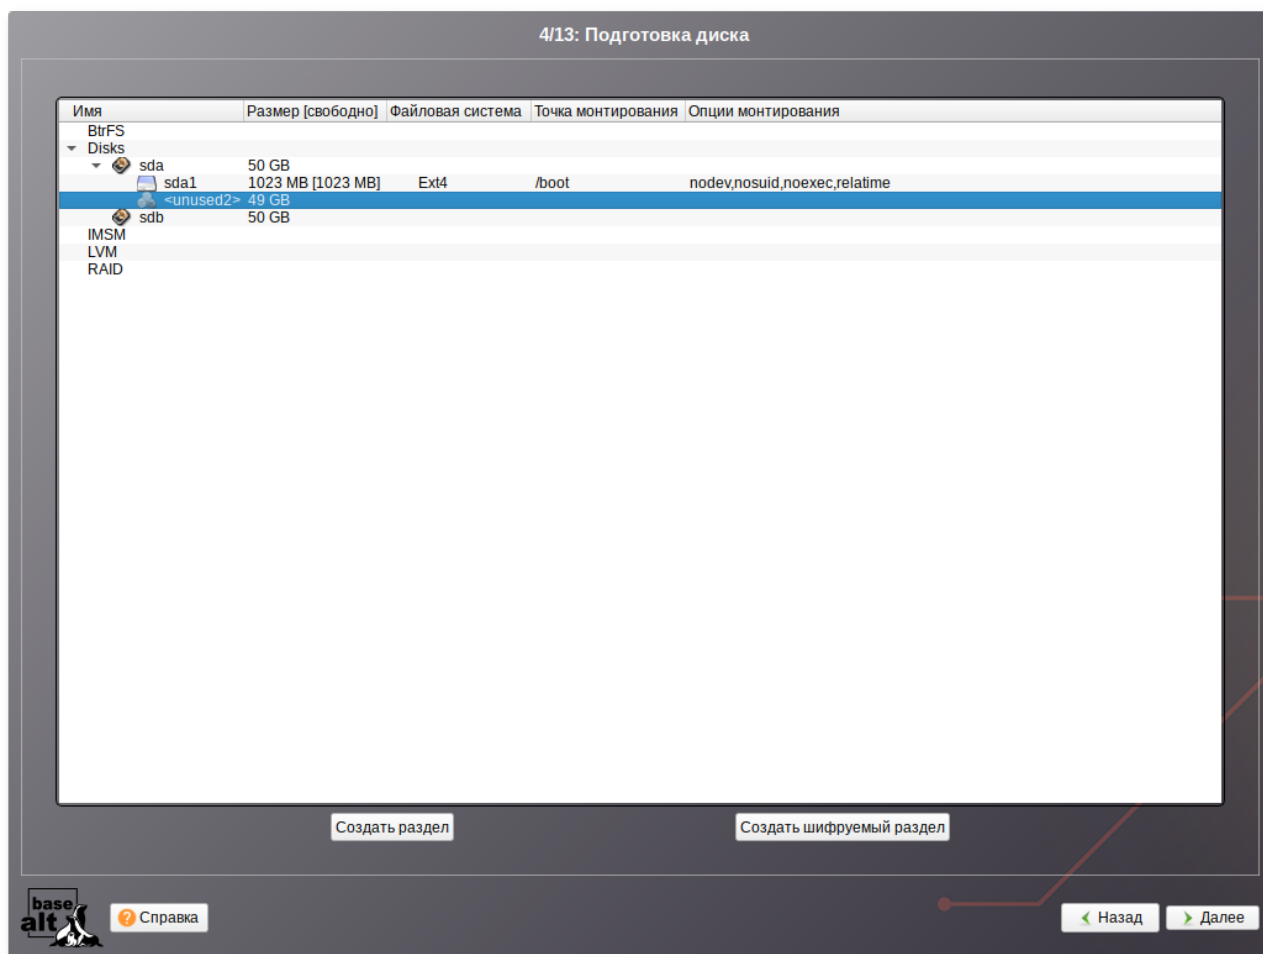 4/13: Подготовка диска
Имя Размер [свободно] Файловая система Точка монтирования Опции монтирования
BtrFS
Disks
sda 50 GB
sda1 1023 MB [1023 MB] Ext4 /boot nodev,nosuid,noexec,relatime
<unused2> 49 GB
sdb 50 GB
IMSM
LVM
RAID
Создать раздел Создать шифруемый раздел
base
alt
Справка Назад Далее